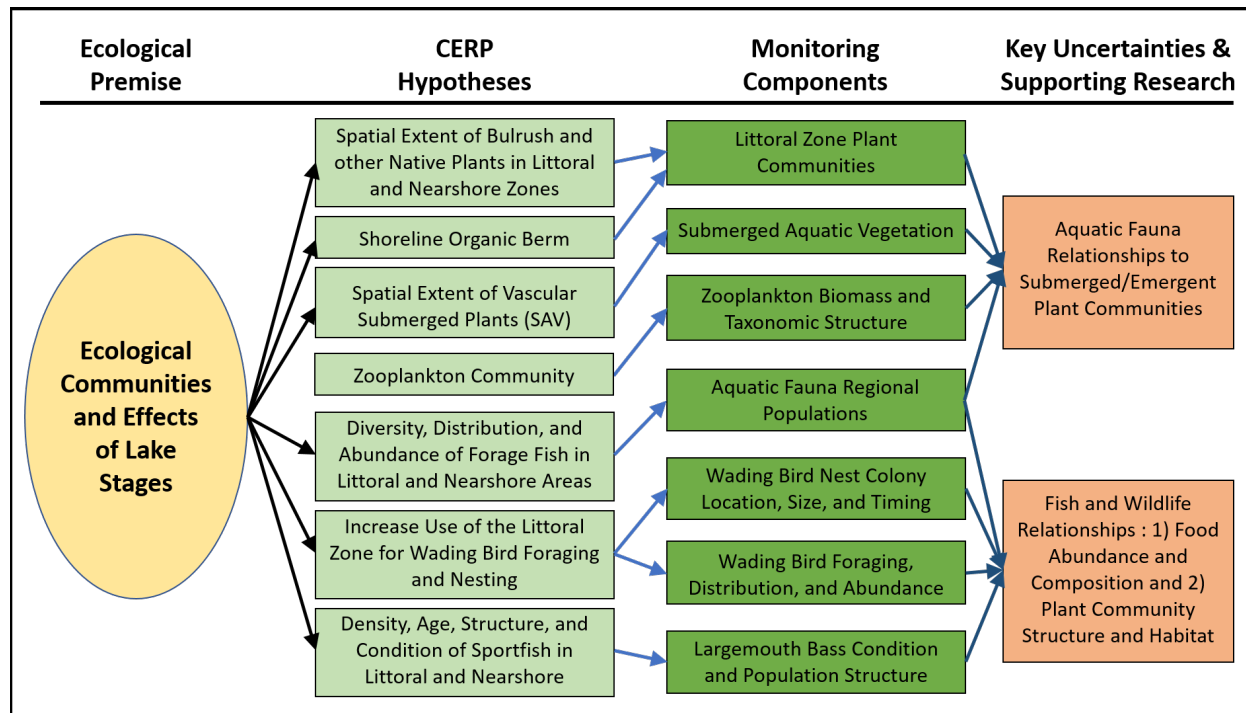 Ecological
Premise
CERP
Hypotheses
Monitoring
Components
Key Uncertainties &
Supporting Research
Ecological
Communities
and Effects
of Lake
Stages
Spatial Extent of Bulrush and
other Native Plants in Littoral
and Nearshore Zones
Shoreline Organic Berm
Spatial Extent of Vascular
Submerged Plants (SAV)
Zooplankton Community
Diversity, Distribution, and
Abundance of Forage Fish in
Littoral and Nearshore Areas
Increase Use of the Littoral
Zone for Wading Bird Foraging
and Nesting
Density, Age, Structure, and
Condition of Sportfish in
Littoral and Nearshore
Littoral Zone Plant
Communities
Submerged Aquatic Vegetation
Zooplankton Biomass and
Taxonomic Structure
Aquatic Fauna Regional
Populations
Wading Bird Nest Colony
Location, Size, and Timing
Wading Bird Foraging,
Distribution, and Abundance
Largemouth Bass Condition
and Population Structure
Aquatic Fauna
Relationships to
Submerged/Emergent
Plant Communities
Fish and Wildlife
Relationships : 1) Food
Abundance and
Composition and 2)
Plant Community
Structure and Habitat